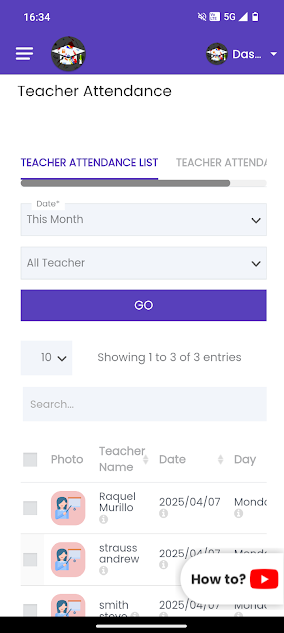 16:34 5G
Das...
Teacher Attendance
TEACHER ATTENDANCE LIST TEACHER ATTENDA
Date*
This Month
All Teacher
GO
10 Showing 1 to 3 of 3 entries
Search...
Photo Teacher Name Date Day
Raquel Murillo 2025/04/07 Monda
strauss andrew 2025/04/07 Monda
smith 2025/04/07
How to?